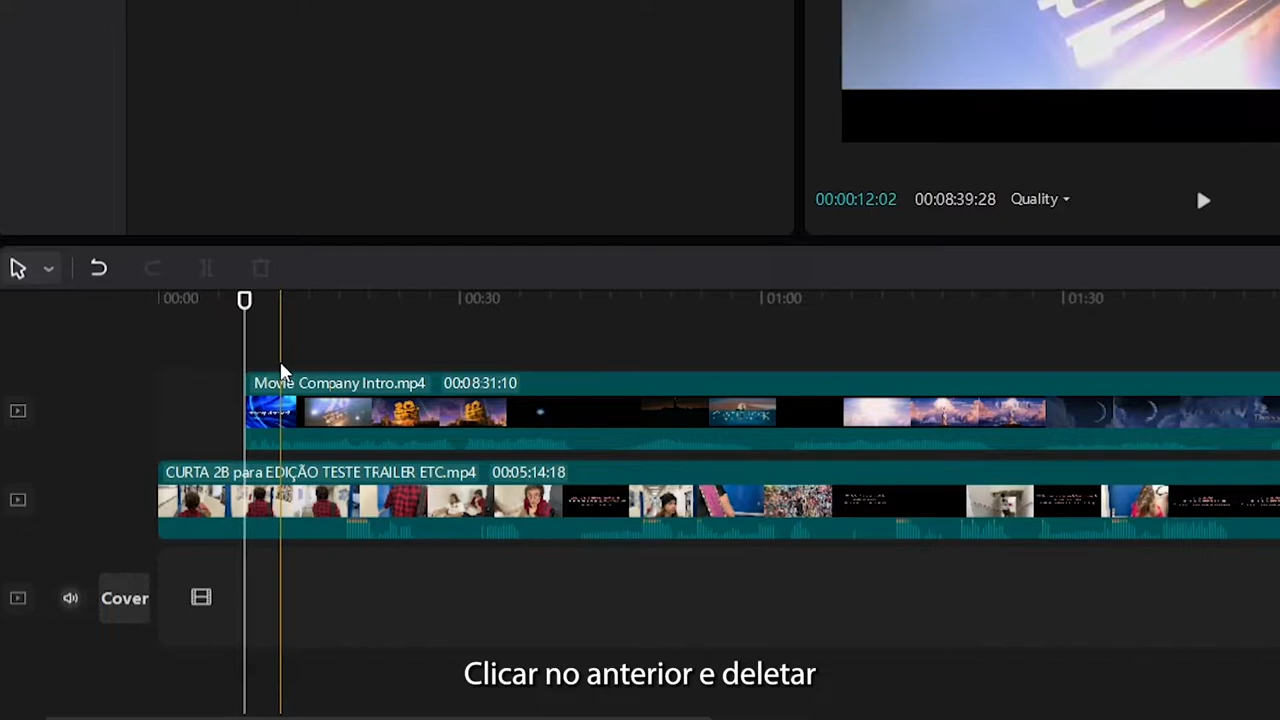 00:00:12:02 00:08:39:28 Quality
00:00 00:30 01:00 01:30
Movie Company Intro.mp4 00:08:31:10
CURTA 2B para EDIÇÃO TESTE TRAILER ETC.mp4 00:05:14:18
Cover
Clicar no anterior e deletar